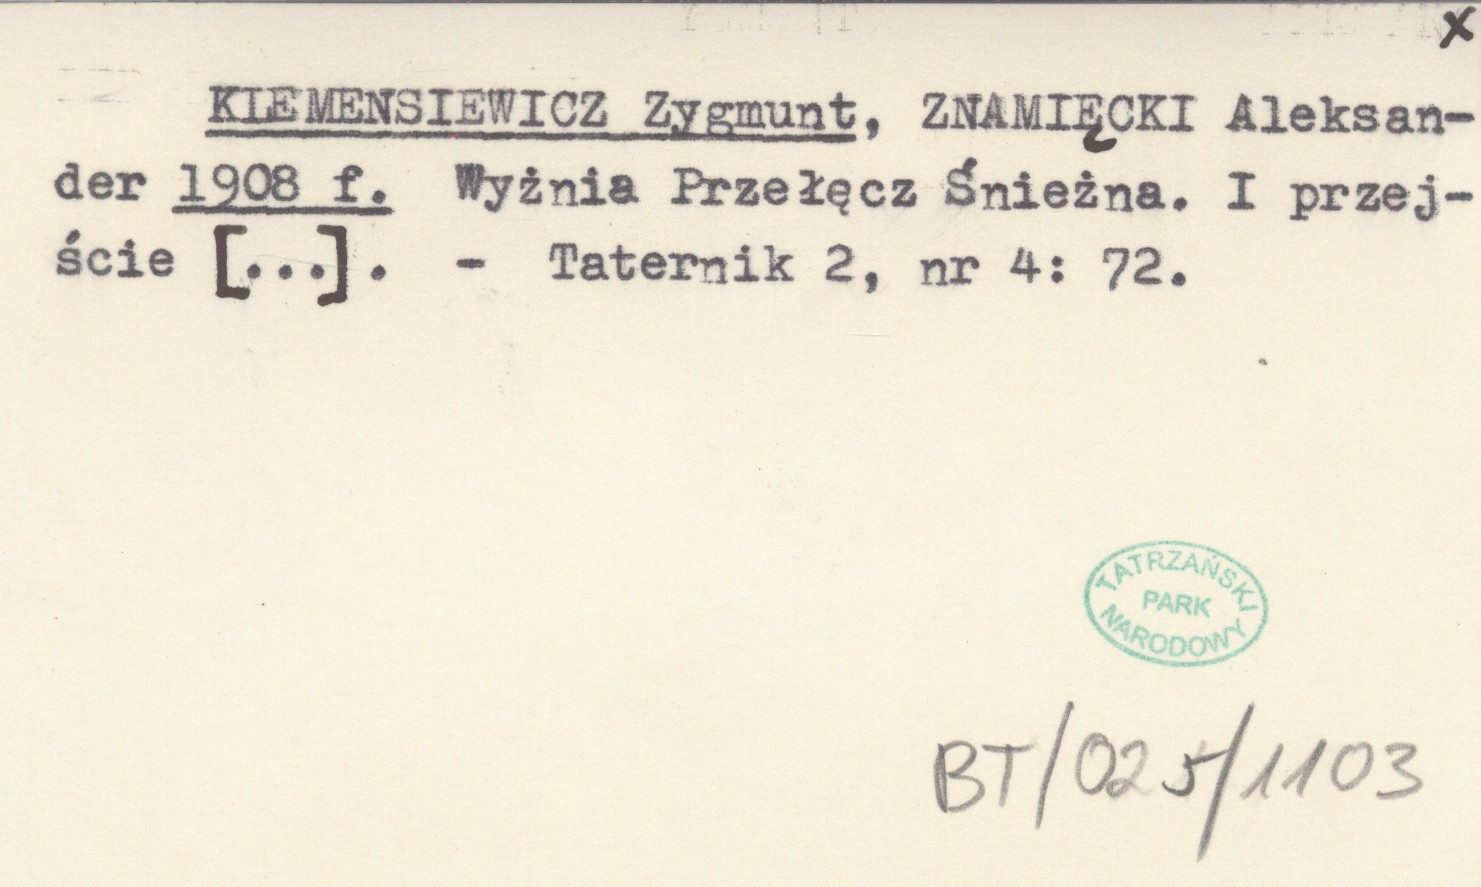 x
KLEMENSIEWICZ Zygmunt, ZNAMIĘCKI Aleksan-
der 1908 f. Wyżnia Przełęcz Śnieżna. I przej-
ście [...]. - Taternik 2, nr 4: 72.
TATRZAŃSKI
PARK
NARODOWY
BT/025/1103